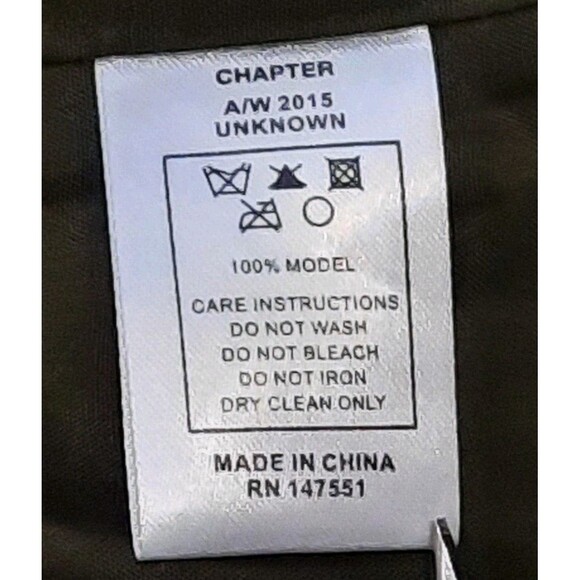 CHAPTER
A/W 2015
UNKNOWN
100% MODEL
CARE INSTRUCTIONS
DO NOT WASH
DO NOT BLEACH
DO NOT IRON
DRY CLEAN ONLY
MADE IN CHINA
RN 147551